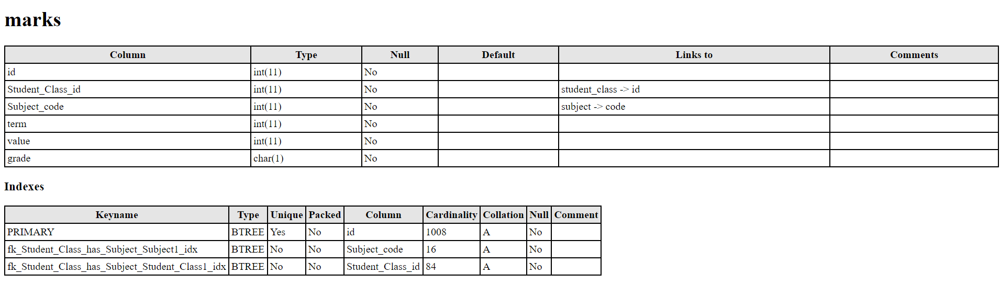 marks
Column Type Null Default Links to Comments
id int(11) No
Student_Class_id int(11) No student_class -> id
Subject_code int(11) No subject -> code
term int(11) No
value int(11) No
grade char(1) No
Indexes
Keyname Type Unique Packed Column Cardinality Collation Null Comment
PRIMARY BTREE Yes No id 1008 A No
fk_Student_Class_has_Subject_Subject1_idx BTREE No No Subject_code 16 A No
fk_Student_Class_has_Subject_Student_Class1_idx BTREE No No Student_Class_id 84 A No